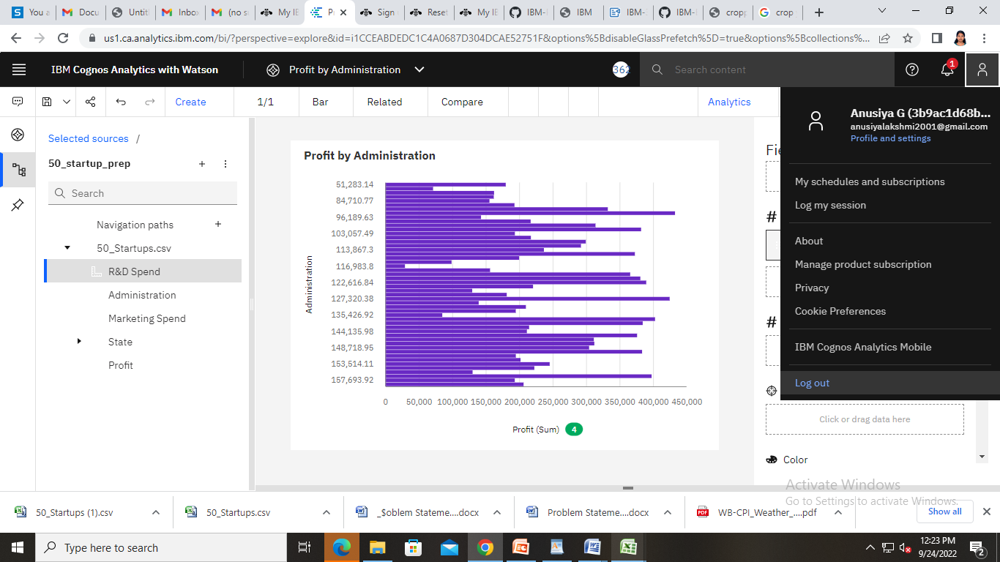 You a
Docu
Untitl
Inbox
(no s
My IB
P
Sign
Reset
My IB
IBM-
IBM
IBM-
IBM-
cropp
crop
us1.ca.analytics.ibm.com/bi/?perspective=explore&id=i1CCEABDEDC1C4A0687D304DCAE52751F&options%5BdisableGlassPrefetch%5D=true&options%5Bcollections%...
IBM Cognos Analytics with Watson
Profit by Administration
362
Search content
1
Create
1/1
Bar
Related
Compare
Analytics
Anusiya G (3b9ac1d68b...
anusiyalakshmi2001@gmail.com
Profile and settings
My schedules and subscriptions
Log my session
About
Manage product subscription
Privacy
Cookie Preferences
IBM Cognos Analytics Mobile
Log out
Selected sources /
50_startup_prep
Search
Navigation paths
50_Startups.csv
R&D Spend
Administration
Marketing Spend
State
Profit
Profit by Administration
Administration
51,283.14
84,710.77
96,189.63
103,057.49
113,867.3
116,983.8
122,616.84
127,320.38
135,426.92
144,135.98
148,718.95
153,514.11
157,693.92
0 50,000 100,000 150,000 200,000 250,000 300,000 350,000 400,000 450,000
Profit (Sum) 4
Fie
#
#
Click or drag data here
Color
Activate Windows
Go to Settings to activate Windows.
50_Startups (1).csv
50_Startups.csv
_$oblem Stateme....docx
Problem Stateme....docx
WB-CPI_Weather_....pdf
Show all
Type here to search
12:23 PM
9/24/2022
2